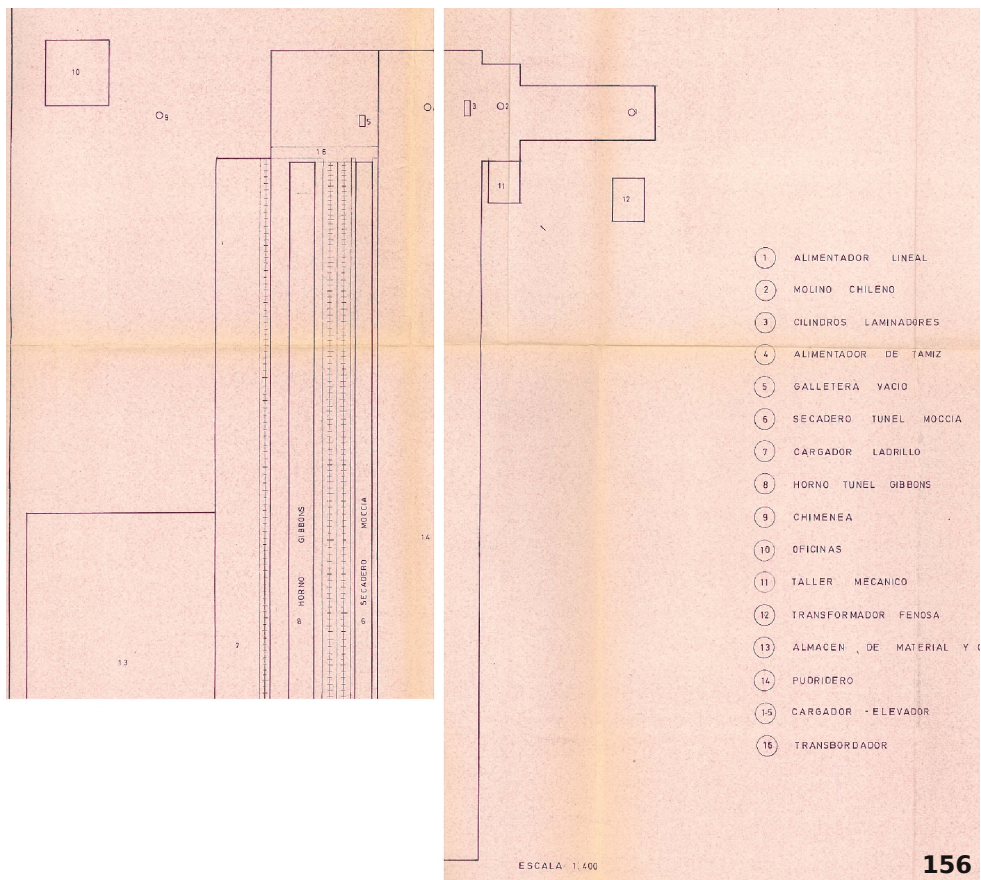 10
9
5
16
8 HORNO GIBBONS
6 SECADERO MOCCIA
14
7
13
3
2
1
11
12
1 ALIMENTADOR LINEAL
2 MOLINO CHILENO
3 CILINDROS LAMINADORES
4 ALIMENTADOR DE TAMIZ
5 GALLETERA VACIO
6 SECADERO TUNEL MOCCIA
7 CARGADOR LADRILLO
8 HORNO TUNEL GIBBONS
9 CHIMENEA
10 OFICINAS
11 TALLER MECANICO
12 TRANSFORMADOR FENOSA
13 ALMACEN DE MATERIAL Y
14 PUDRIDERO
15 CARGADOR - ELEVADOR
16 TRANSBORDADOR
ESCALA 1:400
156